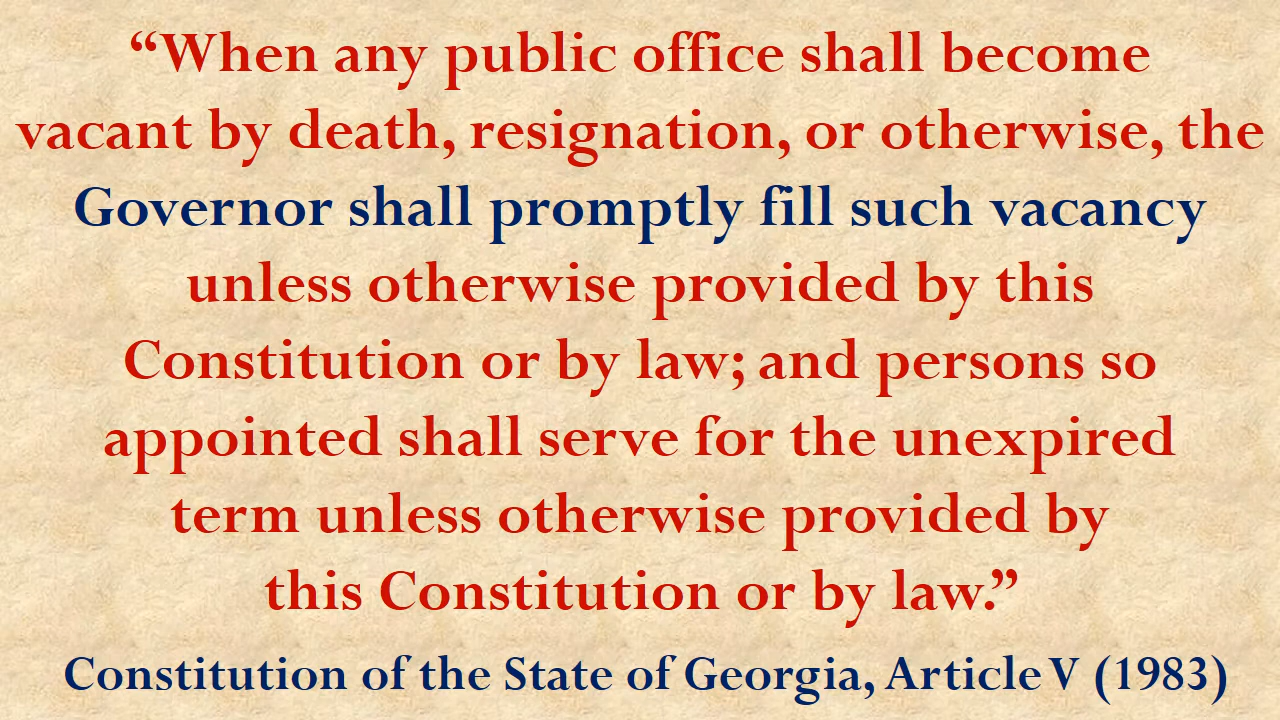 “When any public office shall become
vacant by death, resignation, or otherwise, the
Governor shall promptly fill such vacancy
unless otherwise provided by this
Constitution or by law; and persons so
appointed shall serve for the unexpired
term unless otherwise provided by
this Constitution or by law.”
Constitution of the State of Georgia, Article V (1983)